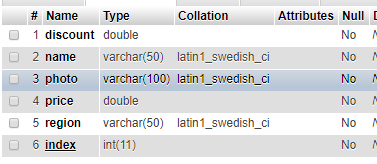 # Name Type Collation Attributes Null
1 discount double No
2 name varchar(50) latin1_swedish_ci No
3 photo varchar(100) latin1_swedish_ci No
4 price double No
5 region varchar(50) latin1_swedish_ci No
6 index int(11) No